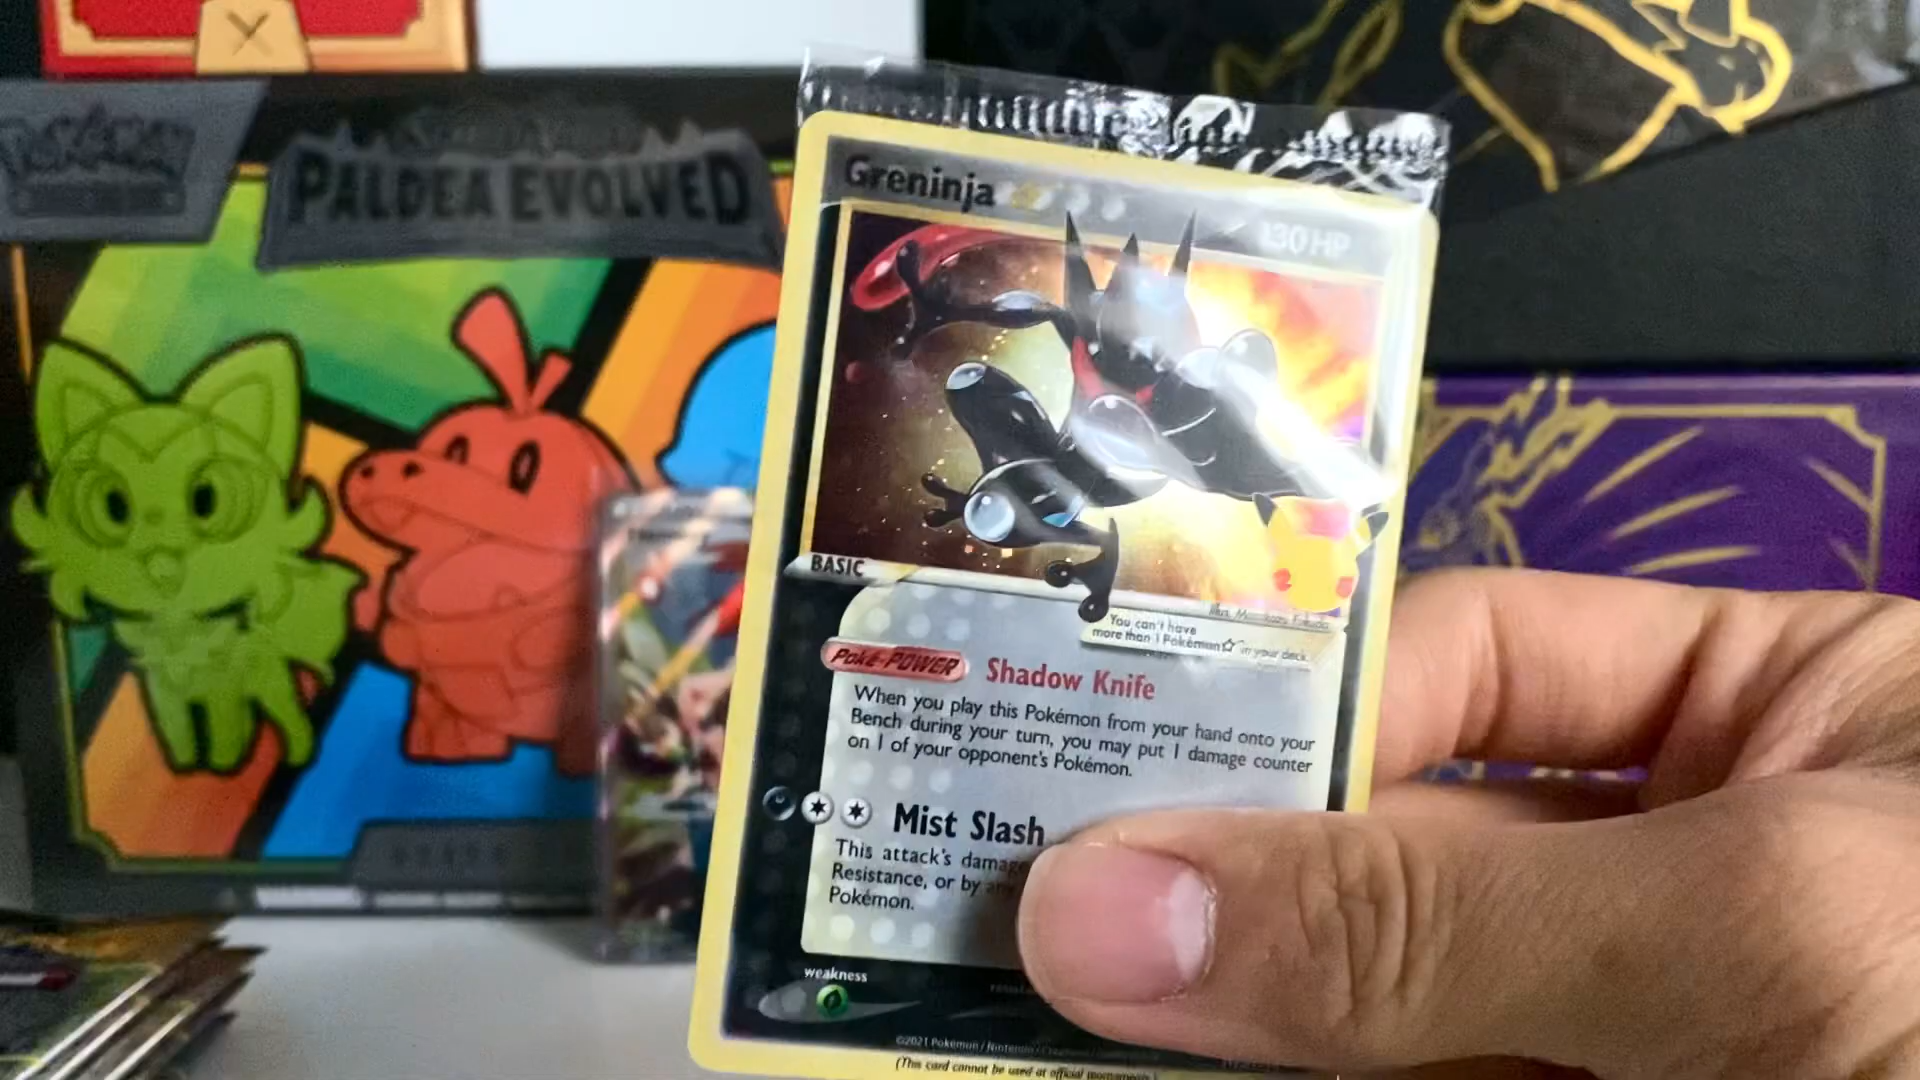 PALDEA EVOLVED
Greninja
130 HP
BASIC
You can't have
more than 1 Pokémon☆ in your deck.
Poké-POWER Shadow Knife
When you play this Pokémon from your hand onto your
Bench during your turn, you may put 1 damage counter
on 1 of your opponent's Pokémon.
Mist Slash
This attack's damage
Resistance, or by any
Pokémon.
weakness
©2021 Pokémon / Nintendo /
(This card cannot be used at official tournaments.)